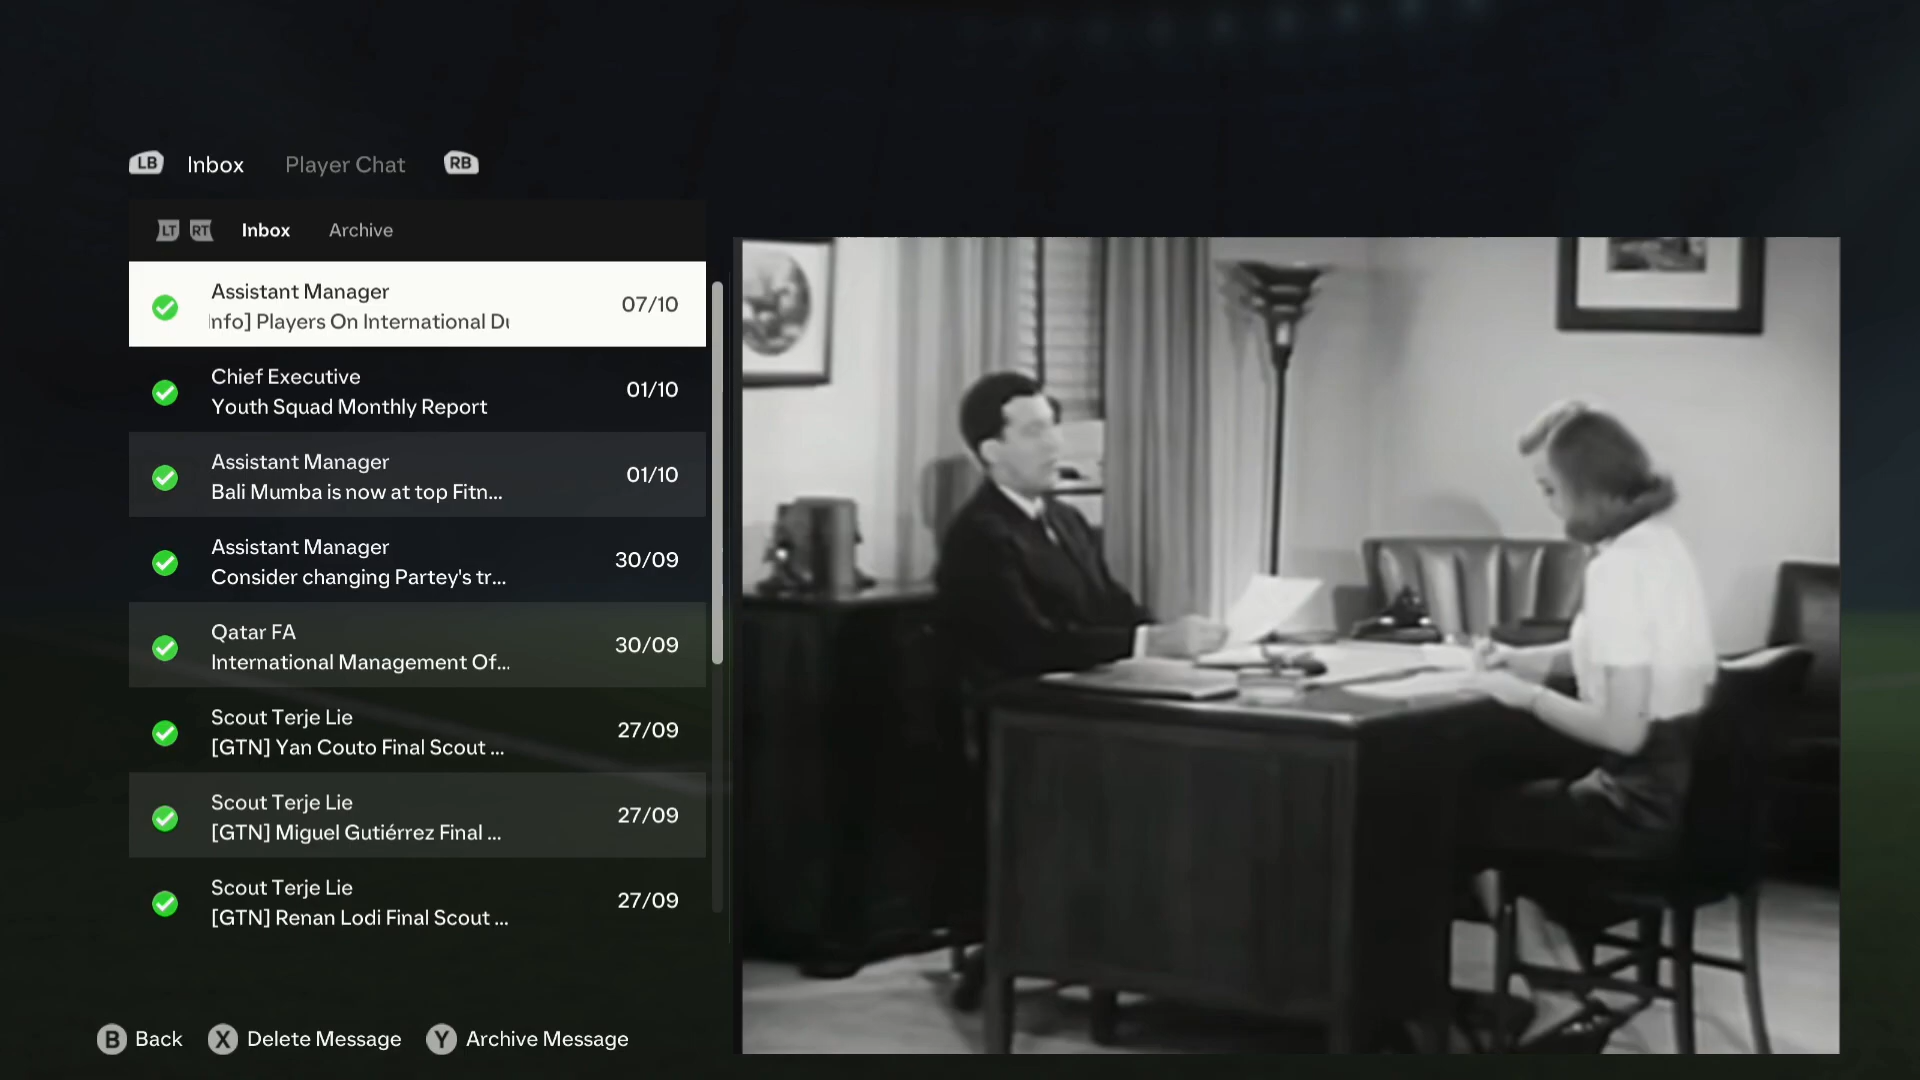 LB Inbox Player Chat RB
LT RT Inbox Archive
Assistant Manager
nfo] Players On International Du
07/10
Chief Executive
Youth Squad Monthly Report
01/10
Assistant Manager
Bali Mumba is now at top Fitn...
01/10
Assistant Manager
Consider changing Partey's tr...
30/09
Qatar FA
International Management Of...
30/09
Scout Terje Lie
[GTN] Yan Couto Final Scout ...
27/09
Scout Terje Lie
[GTN] Miguel Gutiérrez Final ...
27/09
Scout Terje Lie
[GTN] Renan Lodi Final Scout ...
27/09
B Back X Delete Message Y Archive Message